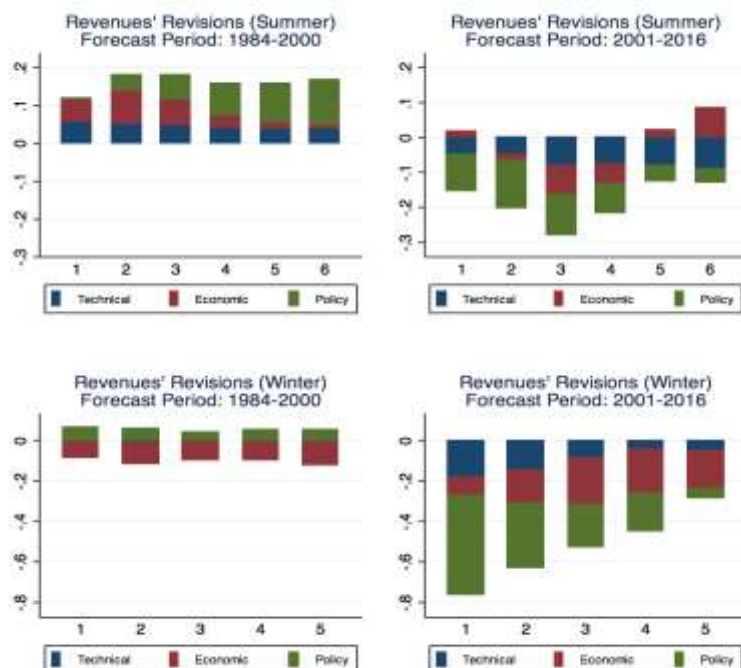 Revenues' Revisions (Summer)
Forecast Period: 1984-2000
.2
.1
0
-.1
-.2
-.3
1 2 3 4 5 6
Technical Economic Policy
Revenues' Revisions (Summer)
Forecast Period: 2001-2016
.2
.1
0
-.1
-.2
-.3
1 2 3 4 5 6
Technical Economic Policy
Revenues' Revisions (Winter)
Forecast Period: 1984-2000
0
-.2
-.4
-.6
-.8
1 2 3 4 5
Technical Economic Policy
Revenues' Revisions (Winter)
Forecast Period: 2001-2016
0
-.2
-.4
-.6
-.8
1 2 3 4 5
Technical Economic Policy